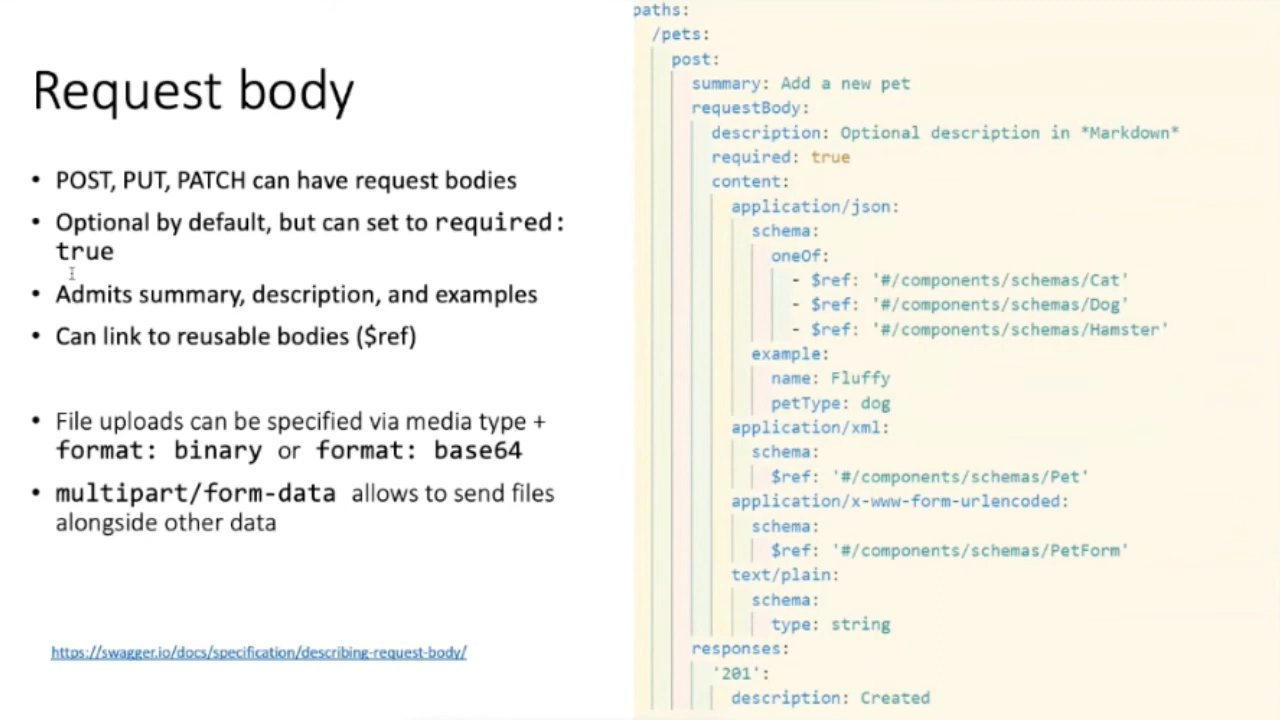 Request body
• POST, PUT, PATCH can have request bodies
• Optional by default, but can set to required:
true
• Admits summary, description, and examples
• Can link to reusable bodies ($ref)
• File uploads can be specified via media type +
format: binary or format: base64
• multipart/form-data allows to send files
alongside other data
https://swagger.io/docs/specification/describing-request-body/
paths:
  /pets:
    post:
      summary: Add a new pet
      requestBody:
        description: Optional description in *Markdown*
        required: true
        content:
          application/json:
            schema:
              oneOf:
                - $ref: '#/components/schemas/Cat'
                - $ref: '#/components/schemas/Dog'
                - $ref: '#/components/schemas/Hamster'
            example:
              name: Fluffy
              petType: dog
          application/xml:
            schema:
              $ref: '#/components/schemas/Pet'
          application/x-www-form-urlencoded:
            schema:
              $ref: '#/components/schemas/PetForm'
          text/plain:
            schema:
              type: string
      responses:
        '201':
          description: Created